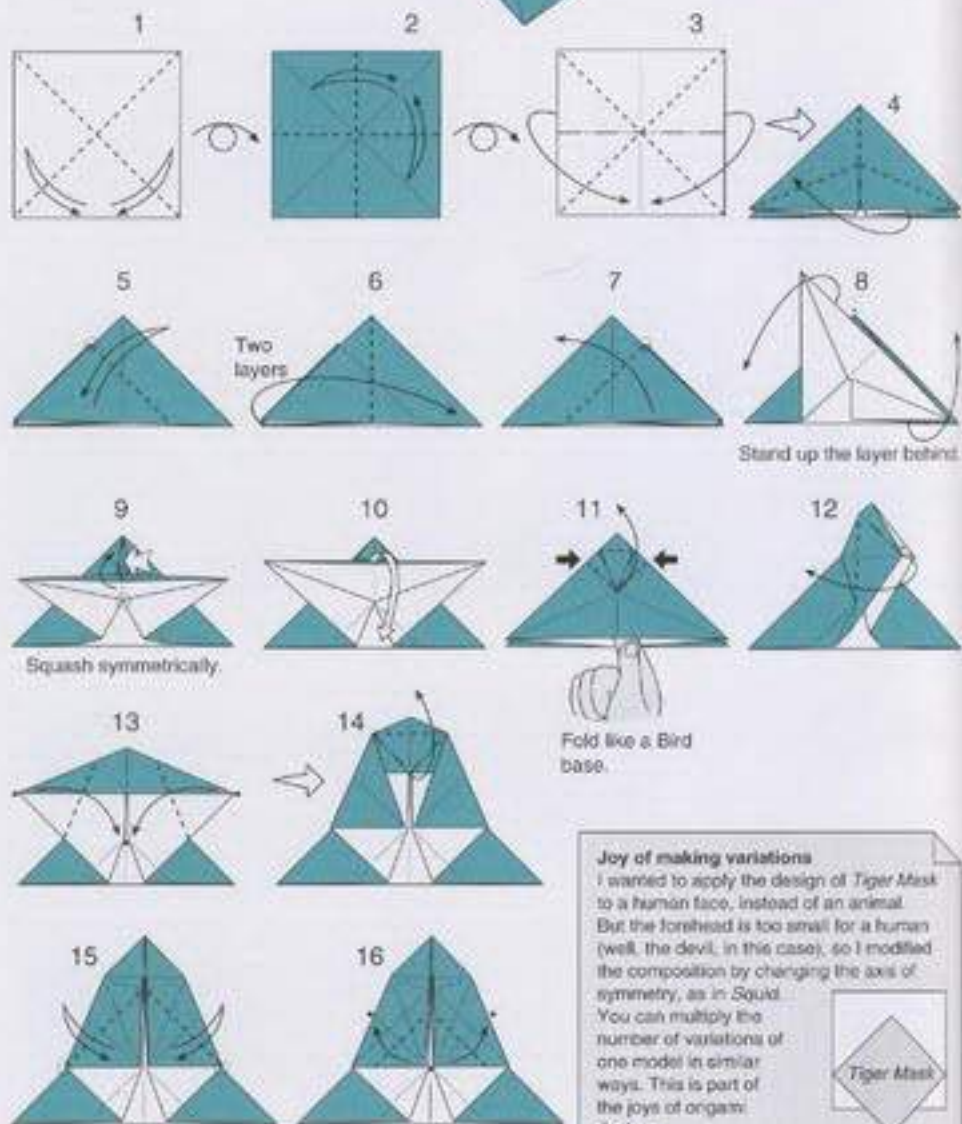 1
2
3
4
5
6
7
8
Two
layers
Stand up the layer behind.
9
10
11
12
Squash symmetrically.
Fold like a Bird
base.
13
14
Joy of making variations
I wanted to apply the design of Tiger Mask
to a human face, instead of an animal.
But the forehead is too small for a human
(well, the devil, in this case), so I modified
the composition by changing the axis of
symmetry, as in Squid.
You can multiply the
number of variations of
one model in similar
ways. This is part of
the joys of origami
Tiger Mask
15
16